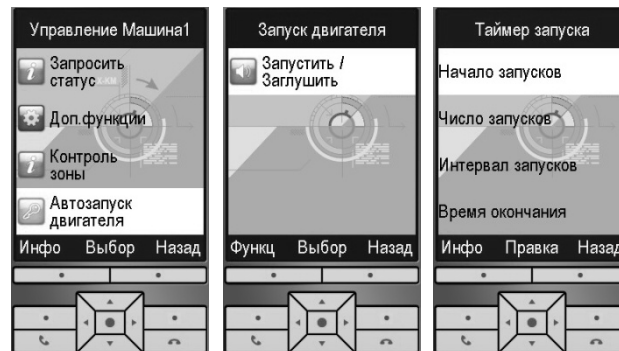 Управление Машина1
Запросить
статус
Доп.функции
Контроль
зоны
Автозапуск
двигателя
Инфо Выбор Назад
Запуск двигателя
Запустить /
Заглушить
Функц Выбор Назад
Таймер запуска
Начало запусков
Число запусков
Интервал запусков
Время окончания
Инфо Правка Назад